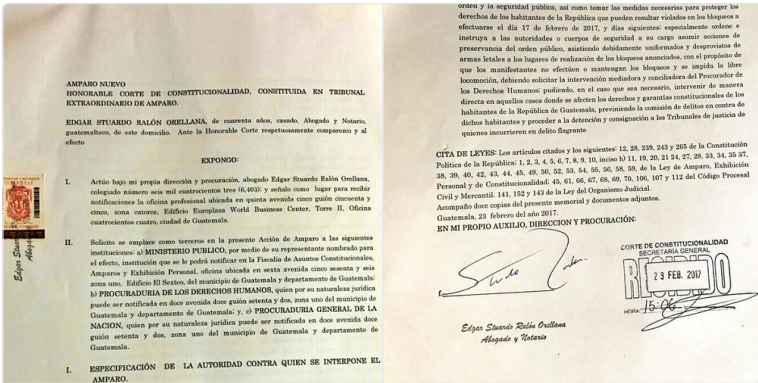 AMPARO NUEVO
HONORABLE CORTE DE CONSTITUCIONALIDAD, CONSTITUIDA EN TRIBUNAL
EXTRAORDINARIO DE AMPARO.
EDGAR STUARDO RALÓN ORELLANA, de cuarenta años, casado, Abogado y Notario,
guatemalteco, de este domicilio. Ante la Honorable Corte respetuosamente comparezco y al
efecto
EXPONGO:
I. Actúo bajo mi propia dirección y procuración, abogado Edgar Stuardo Ralón Orellana,
colegiado número seis mil cuatrocientos tres (6,403); y señalo como lugar para recibir
notificaciones la oficina profesional ubicada en quinta avenida cinco guión cincuenta y
cinco, zona catorce, Edificio Europlaza World Business Center, Torre II, Oficina
cuatrocientos cuatro, ciudad de Guatemala.
II. Solicito se emplace como terceros en la presente Acción de Amparo a las siguientes
instituciones: a) MINISTERIO PUBLICO, por medio de su representante nombrado para
el efecto, institución que se le podrá notificar en la Fiscalía de Asuntos Constitucionales,
Amparos y Exhibición Personal, oficina ubicada en sexta avenida cinco guión y seis
zona uno, Edificio El Sexteo, del municipio de Guatemala y departamento de Guatemala;
b) PROCURADURIA DE LOS DERECHOS HUMANOS, quien por su naturaleza jurídica
puede ser notificada en doce avenida doce guión setenta y dos, zona uno del municipio de
Guatemala y departamento de Guatemala; y, c) PROCURADURIA GENERAL DE LA
NACION, quien por su naturaleza jurídica puede ser notificada en doce avenida doce
guión setenta y dos, zona uno del municipio de Guatemala y departamento de
Guatemala.
I. ESPECIFICACIÓN DE LA AUTORIDAD CONTRA QUIEN SE INTERPONE EL
AMPARO.
Edgar Stuar
Abogado
orden y la seguridad pública, así como tomar las medidas necesarias para proteger los
derechos de los habitantes de la República que pueden resultar violados en los bloqueos a
efectuarse el día 17 de febrero de 2017, y días siguientes; especialmente ordene e
instruya a las autoridades o cuerpos de seguridad a su cargo asumir acciones de
preservación del orden público, asistiendo debidamente uniformados y desprovistos de
armas letales a los lugares de realización de los bloqueos anunciados, con el propósito de
que los manifestantes no efectúen o mantengan los bloqueos y se impida la libre
locomoción, debiendo solicitar la intervención mediadora y conciliadora del Procurador de
los Derechos Humanos; pudiendo, en el caso que sea necesario, intervenir de manera
directa en aquellos casos donde se afecten los derechos y garantías constitucionales de los
habitantes de la República de Guatemala, previniendo la comisión de delitos en contra de
dichos habitantes y proceder a la detención y consignación a los Tribunales de justicia de
quienes incurrieren en delito flagrante
CITA DE LEYES: Los artículos citados y los siguientes: 12, 28, 239, 243 y 265 de la Constitución
Política de la República: 1, 2, 3, 4, 5, 6, 7, 8, 9, 10, inciso b) 11, 19, 20, 21 24, 27, 28, 33, 34, 35 37,
38, 39, 40, 42, 43, 44, 45, 49, 50, 52, 53, 54, 55, 56, 58, 59, de la Ley de Amparo, Exhibición
Personal y de Constitucionalidad: 45, 61, 66, 67, 68, 69, 70, 106, 107, y 112 del Código Procesal
Civil y Mercantil. 141, 152 y 143 de la Ley del Organismo Judicial.
Acompaño doce copias del presente memorial y documentos adjuntos.
Guatemala, 23 febrero del año 2017.
EN MI PROPIO AUXILIO, DIRECCION Y PROCURACIÓN:
CORTE DE CONSTITUCIONALIDAD
SECRETARÍA GENERAL
RECIBIDO
23 FEB. 2017
HORA: 15:06
Edgar Stuardo Ralón Orellana
Abogado y Notario